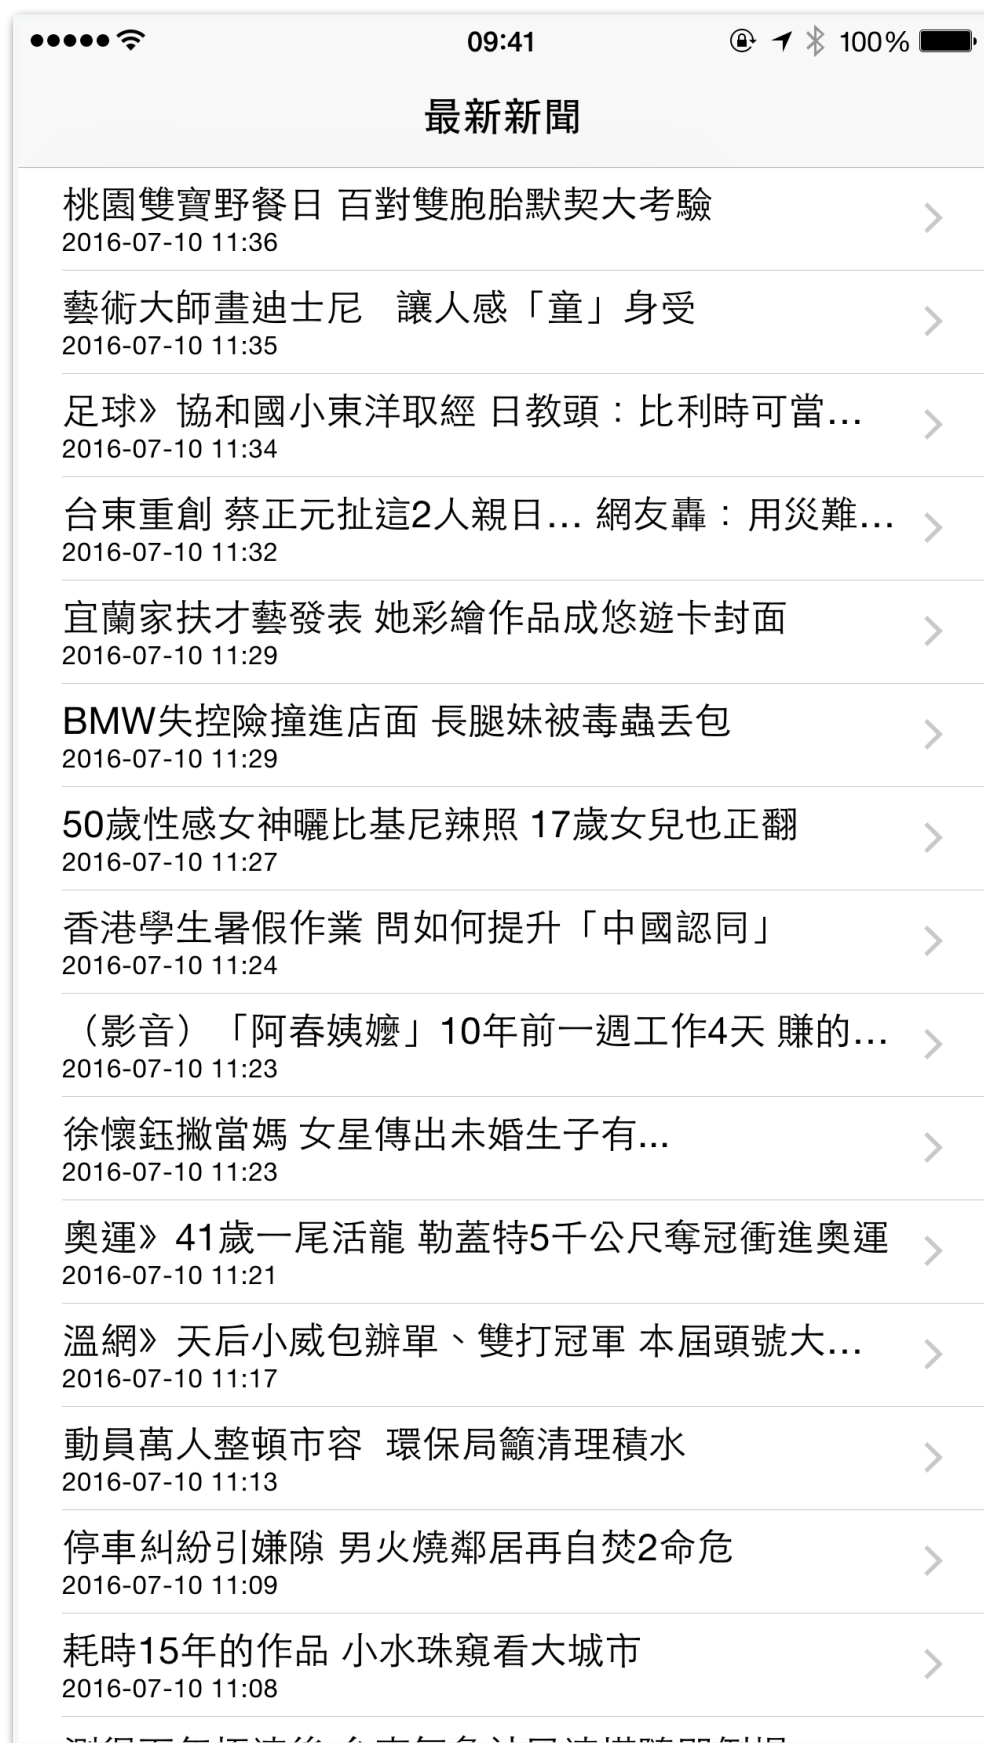 09:41
100%
最新新聞
桃園雙寶野餐日 百對雙胞胎默契大考驗
2016-07-10 11:36
藝術大師畫迪士尼　讓人感「童」身受
2016-07-10 11:35
足球》協和國小東洋取經 日教頭：比利時可當...
2016-07-10 11:34
台東重創 蔡正元扯這2人親日... 網友轟：用災難...
2016-07-10 11:32
宜蘭家扶才藝發表 她彩繪作品成悠遊卡封面
2016-07-10 11:29
BMW失控險撞進店面 長腿妹被毒蟲丟包
2016-07-10 11:29
50歲性感女神曬比基尼辣照 17歲女兒也正翻
2016-07-10 11:27
香港學生暑假作業 問如何提升「中國認同」
2016-07-10 11:24
（影音）「阿春姨嬤」10年前一週工作4天 賺的...
2016-07-10 11:23
徐懷鈺撇當媽 女星傳出未婚生子有...
2016-07-10 11:23
奧運》41歲一尾活龍 勒蓋特5千公尺奪冠衝進奧運
2016-07-10 11:21
溫網》天后小威包辦單、雙打冠軍 本屆頭號大...
2016-07-10 11:17
動員萬人整頓市容  環保局籲清理積水
2016-07-10 11:13
停車糾紛引嫌隙 男火燒鄰居再自焚2命危
2016-07-10 11:09
耗時15年的作品 小水珠窺看大城市
2016-07-10 11:08